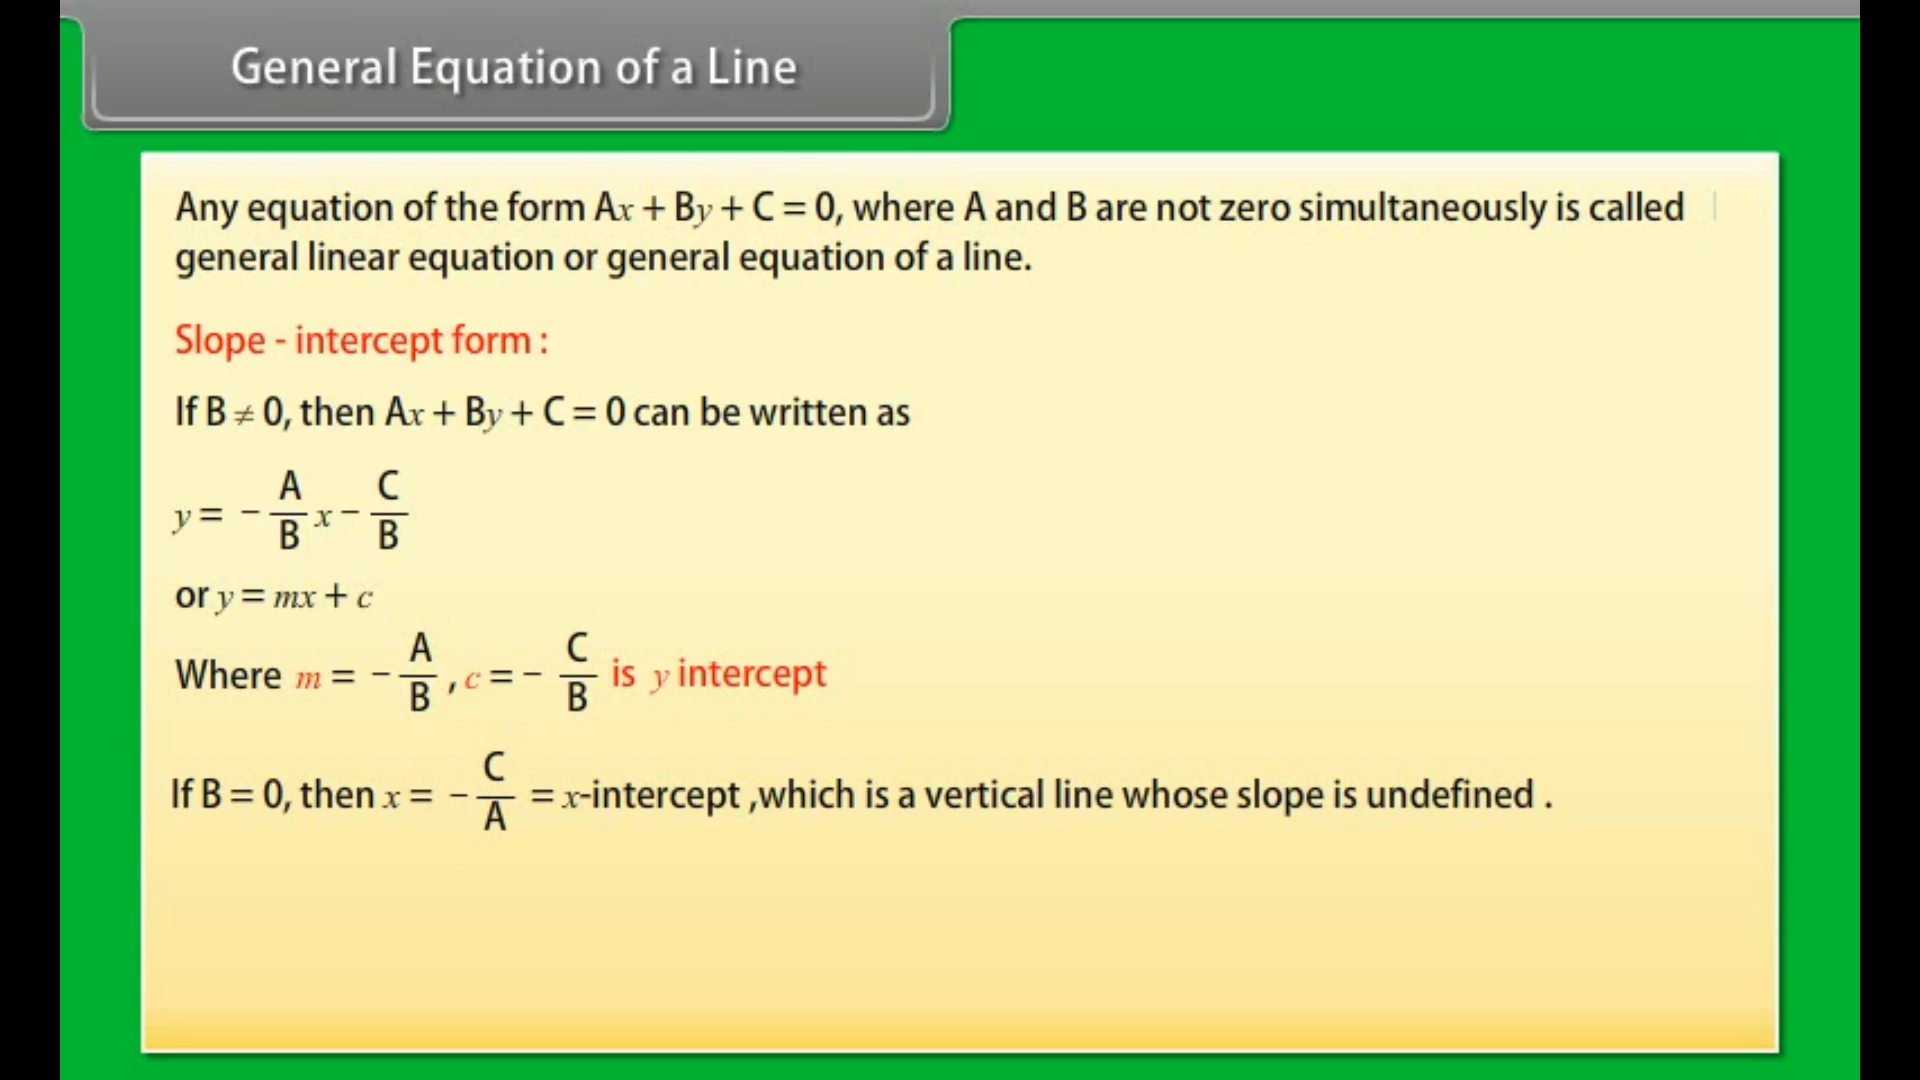 General Equation of a Line
Any equation of the form Ax + By + C = 0, where A and B are not zero simultaneously is called
general linear equation or general equation of a line.
Slope - intercept form :
If B ≠ 0, then Ax + By + C = 0 can be written as
y = - A/B x - C/B
or y = mx + c
Where m = - A/B , c = - C/B is y intercept
If B = 0, then x = - C/A = x-intercept ,which is a vertical line whose slope is undefined .